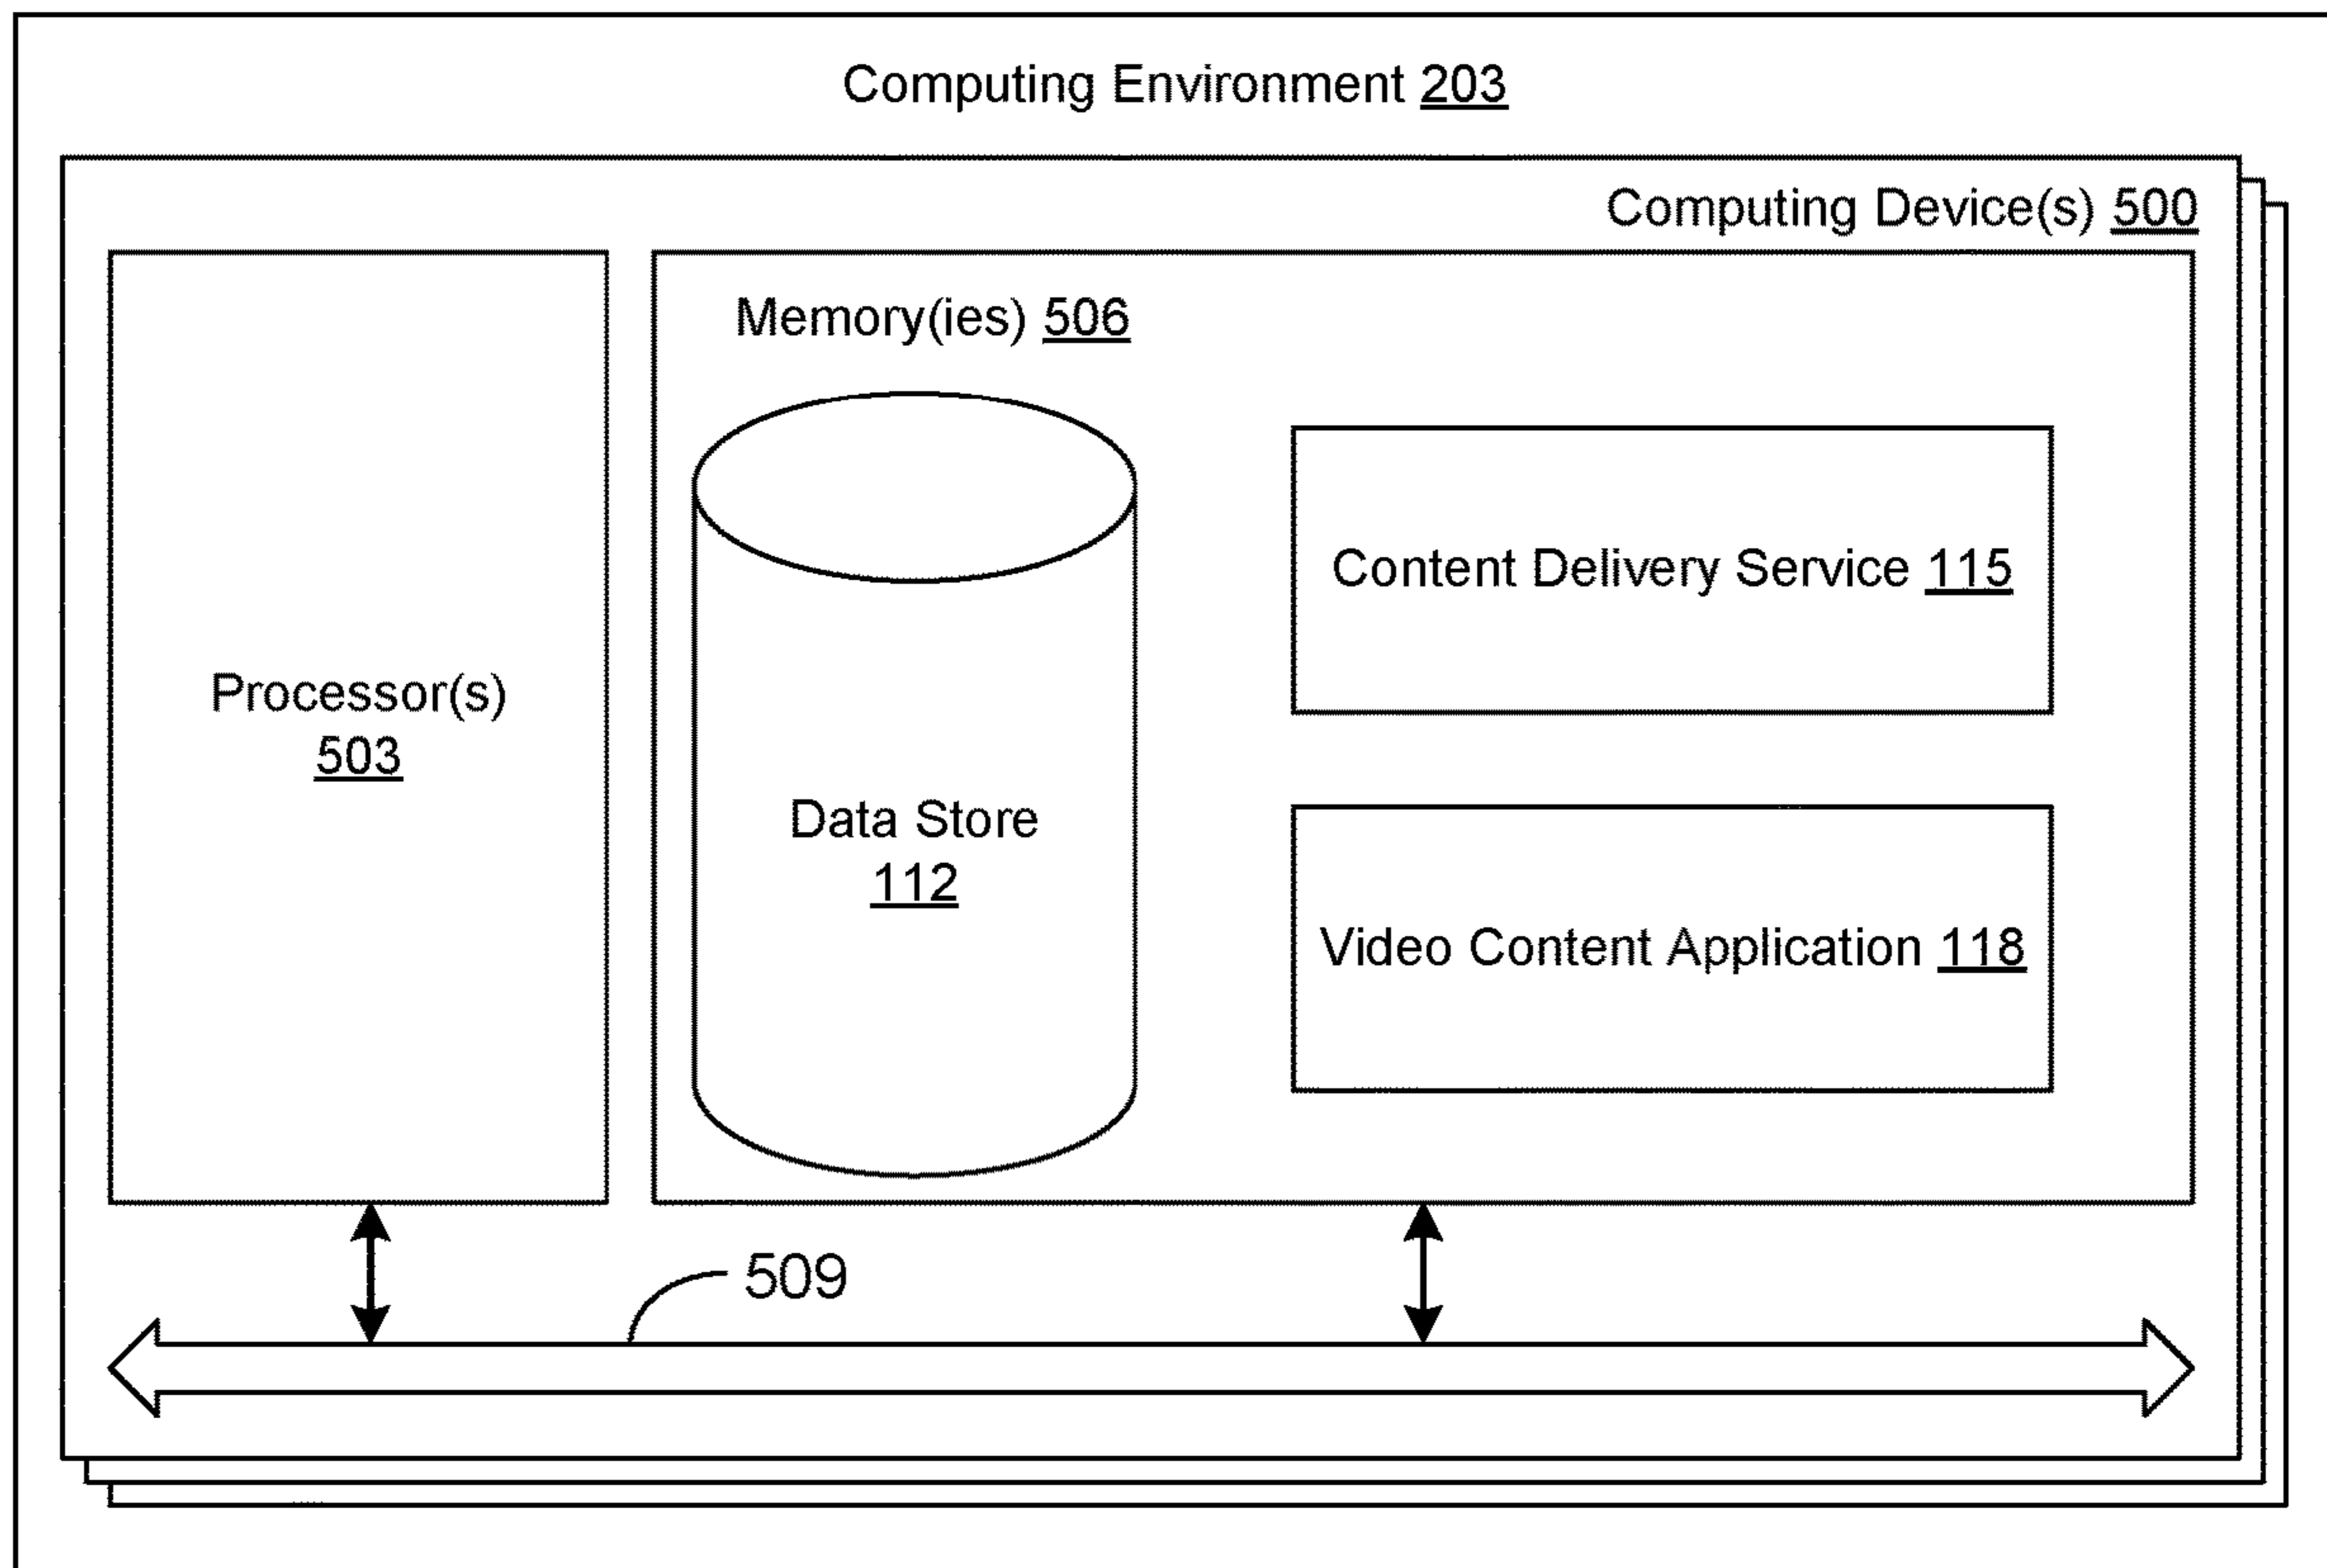 Computing Environment 203
Computing Device(s) 500
Memory(ies) 506
Content Delivery Service 115
Processor(s)
503
Data Store
112
Video Content Application 118
509